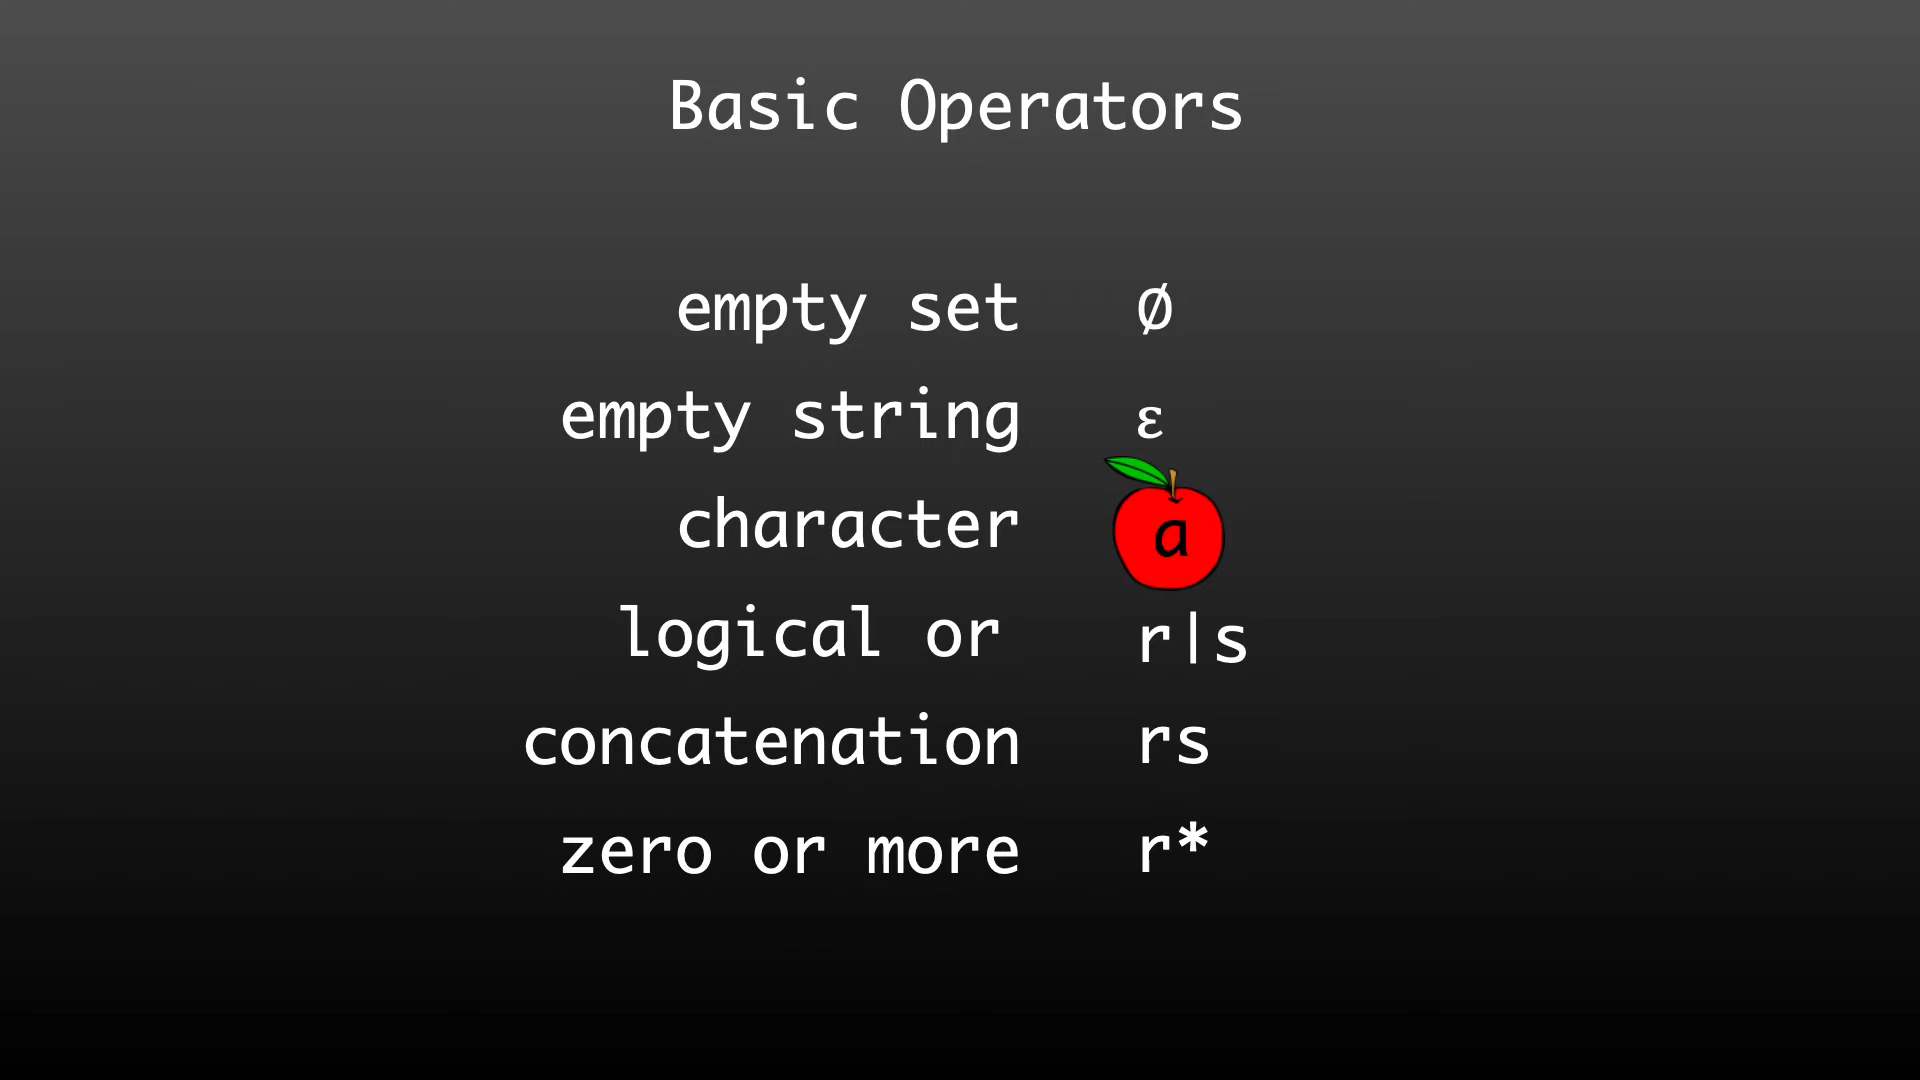 Basic Operators
empty set ∅
empty string ε
character a
logical or r|s
concatenation rs
zero or more r*